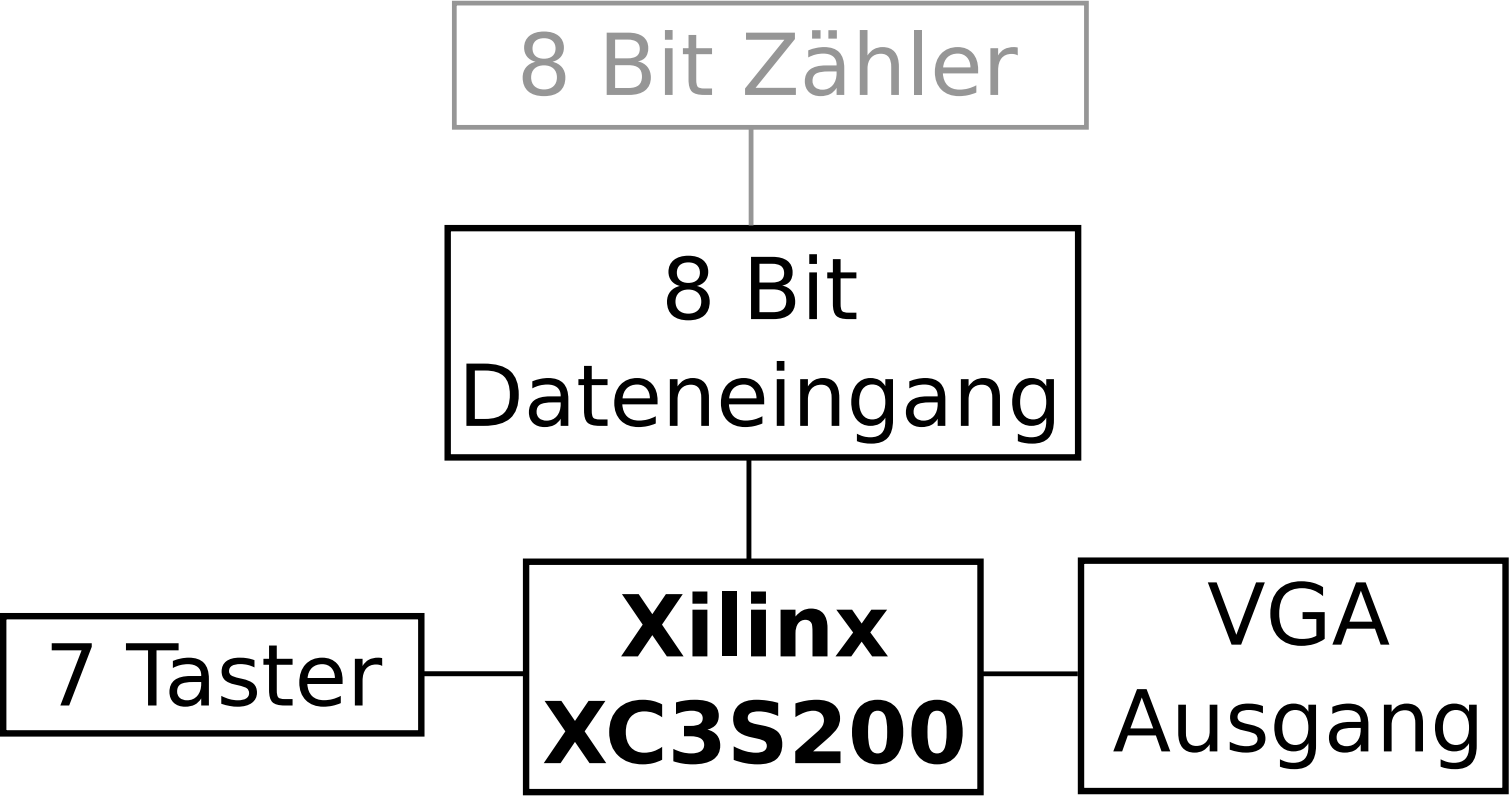 8 Bit Zähler
8 Bit
Dateneingang
7 Taster
Xilinx
XC3S200
VGA
Ausgang